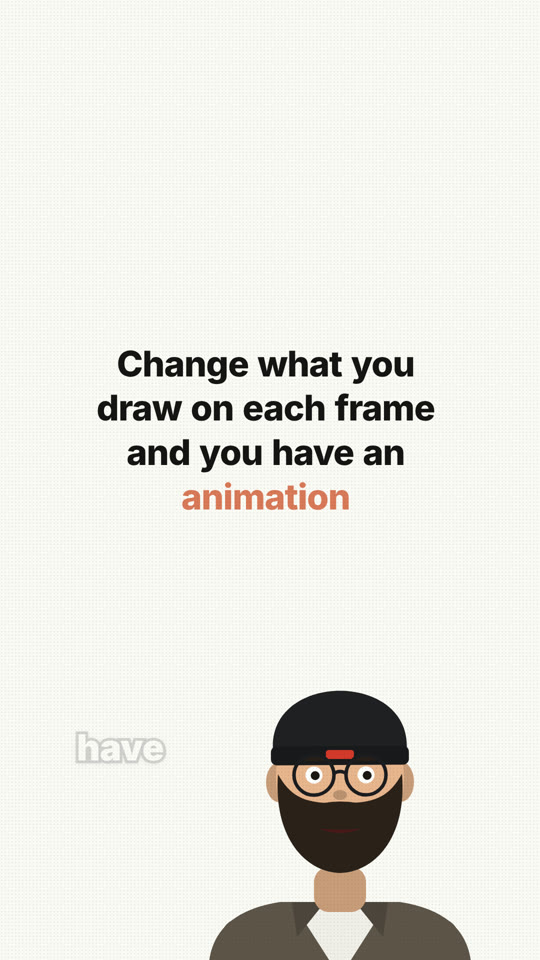 Change what you
draw on each frame
and you have an
animation
have